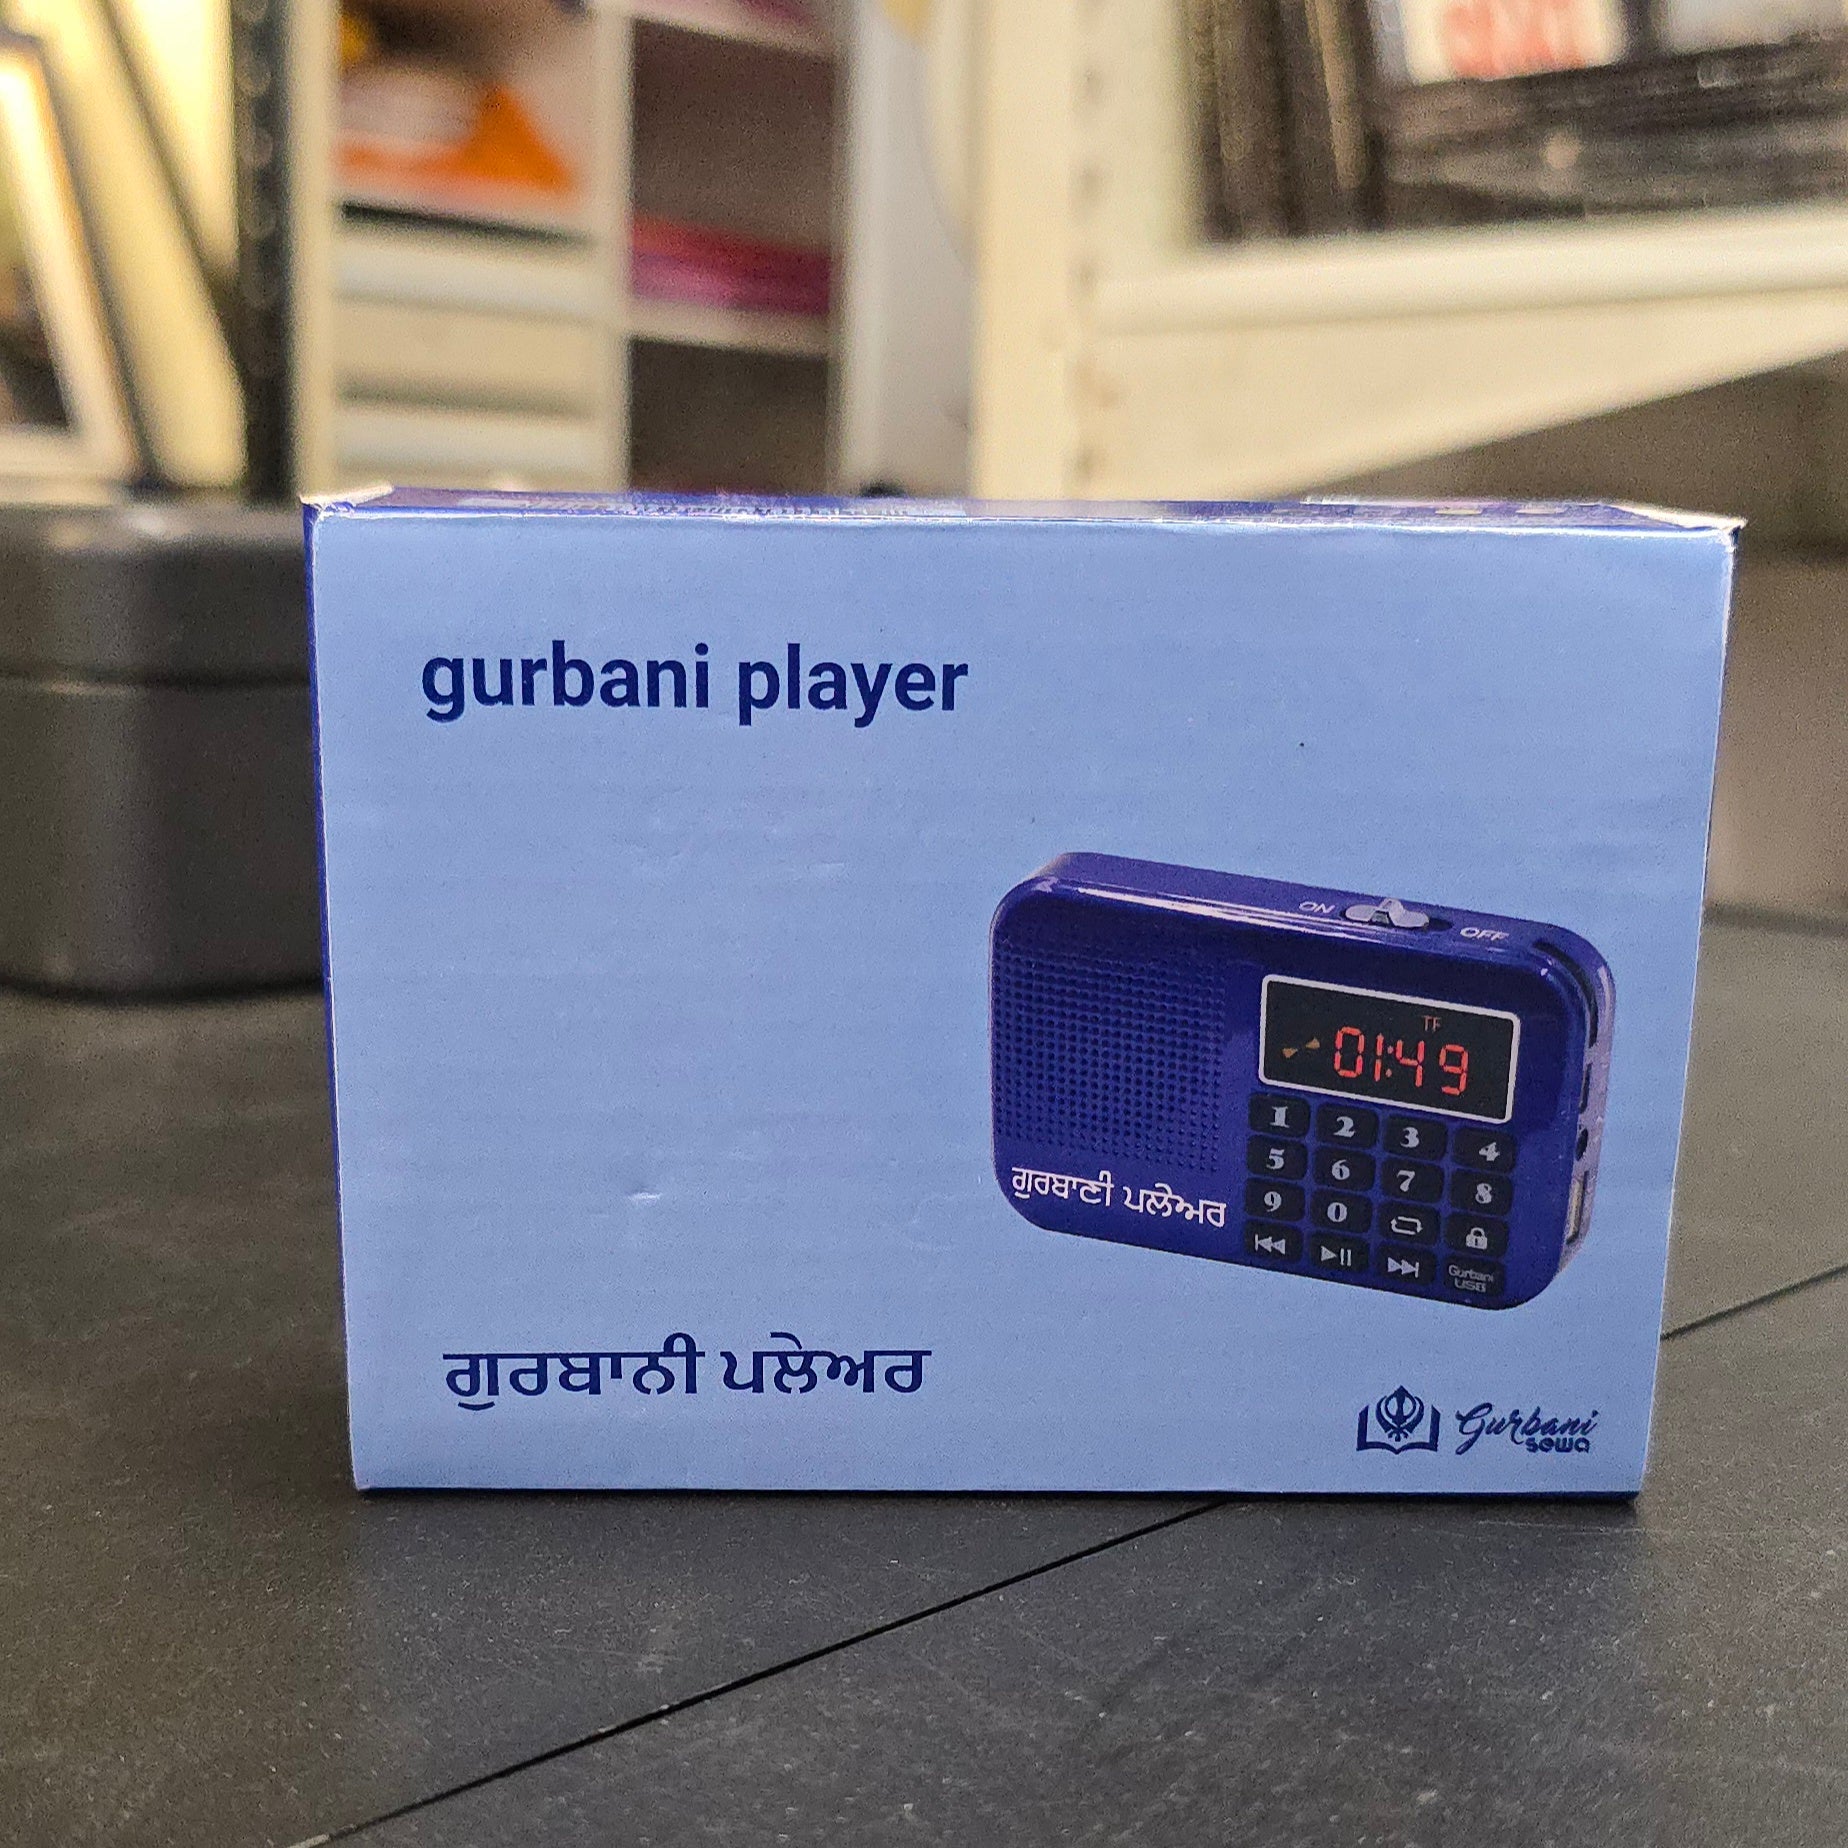 gurbani player
ON OFF
TF
01:49
1 2 3 4
5 6 7 8
9 0
ਗੁਰਬਾਣੀ ਪਲੇਅਰ
Gurbani
USB
ਗੁਰਬਾਨੀ ਪਲੇਅਰ
Gurbani
sewa